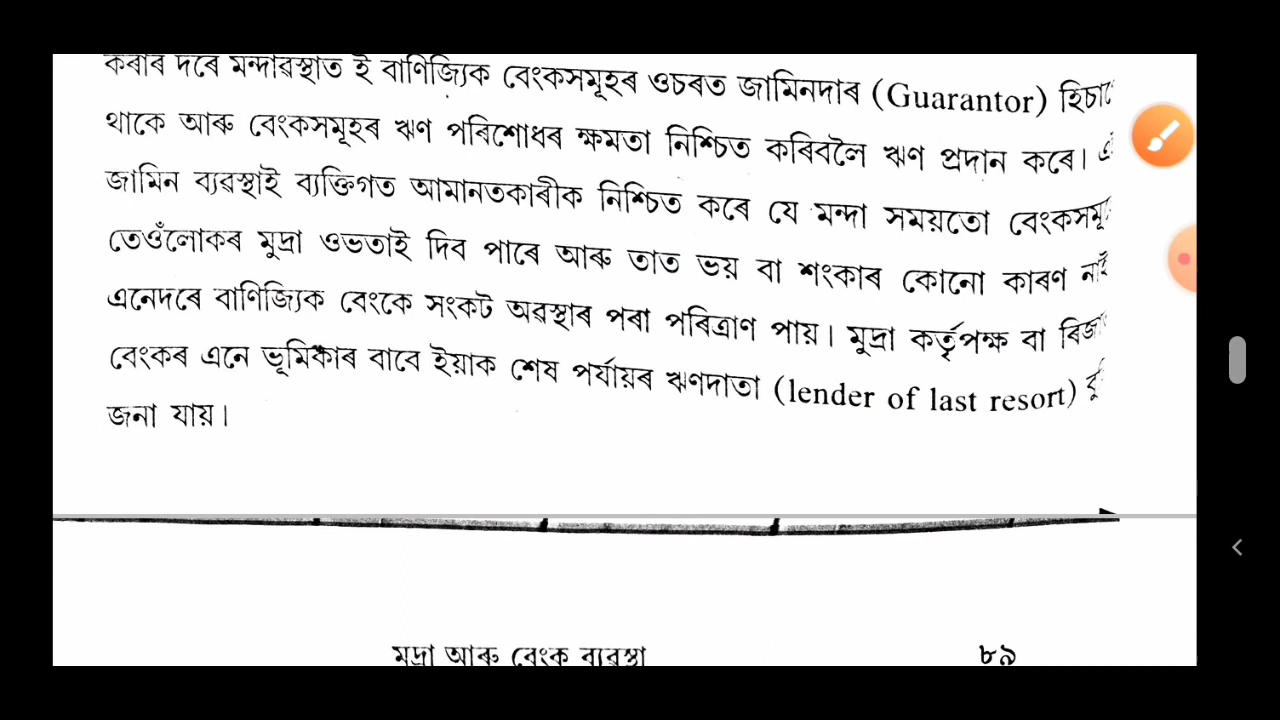 কৰাৰ দৰে মন্দাৱস্থাত ই বাণিজ্যিক বেংকসমূহৰ ওচৰত জামিনদাৰ (Guarantor)
থাকে আৰু বেংকসমূহৰ ঋণ পৰিশোধৰ ক্ষমতা নিশ্চিত কৰিবলৈ ঋণ প্ৰদান কৰে।
জামিন ব্যৱস্থাই ব্যক্তিগত আমানতকাৰীক নিশ্চিত কৰে যে মন্দা সময়তো
তেওঁলোকৰ মুদ্ৰা ওভতাই দিব পাৰে আৰু তাত ভয় বা শংকাৰ কোনো কাৰণ নাই
এনেদৰে বাণিজ্যিক বেংকে সংকট অৱস্থাৰ পৰা পৰিত্ৰাণ পায়। মুদ্ৰা কৰ্তৃপক্ষ বা
বেংকৰ এনে ভূমিকাৰ বাবে ইয়াক শেষ পৰ্যায়ৰ ঋণদাতা (lender of last resort)
জনা যায়।
মুদ্ৰা আৰু বেংক ব্যৱস্থা ৮৯